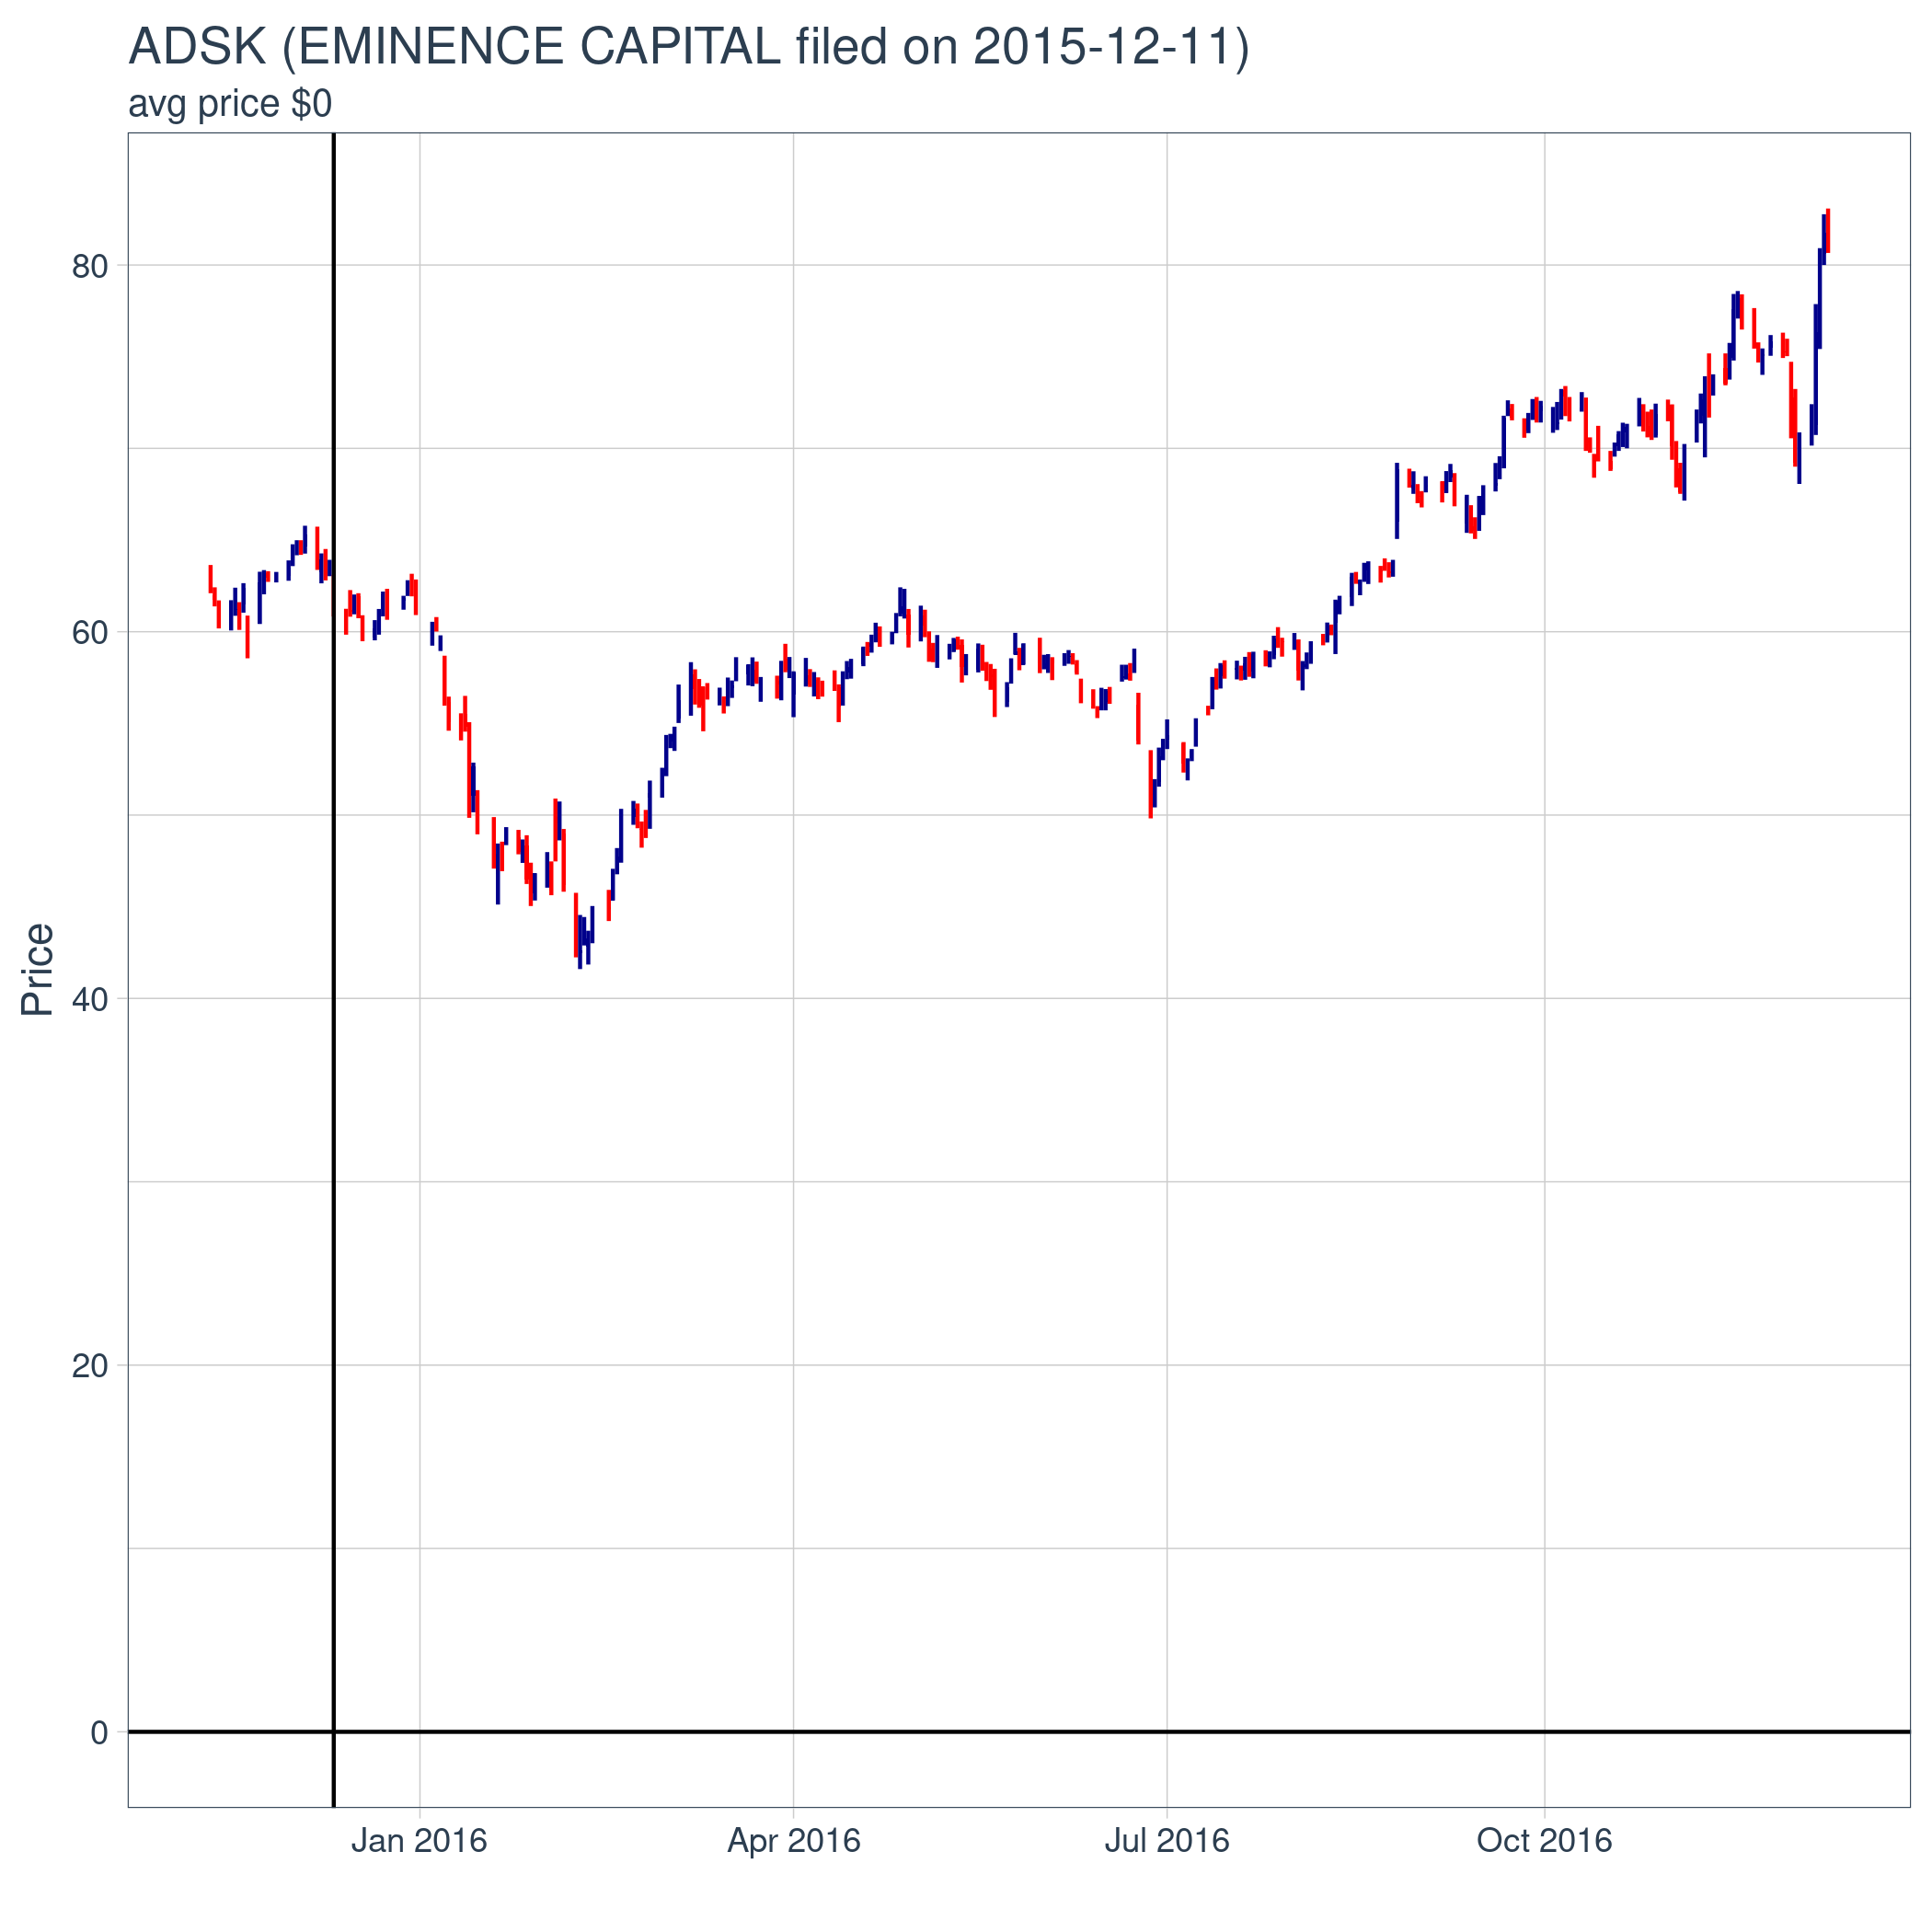 ADSK (EMINENCE CAPITAL filed on 2015-12-11)
avg price $0
80
60
40
20
0
Price
Jan 2016
Apr 2016
Jul 2016
Oct 2016